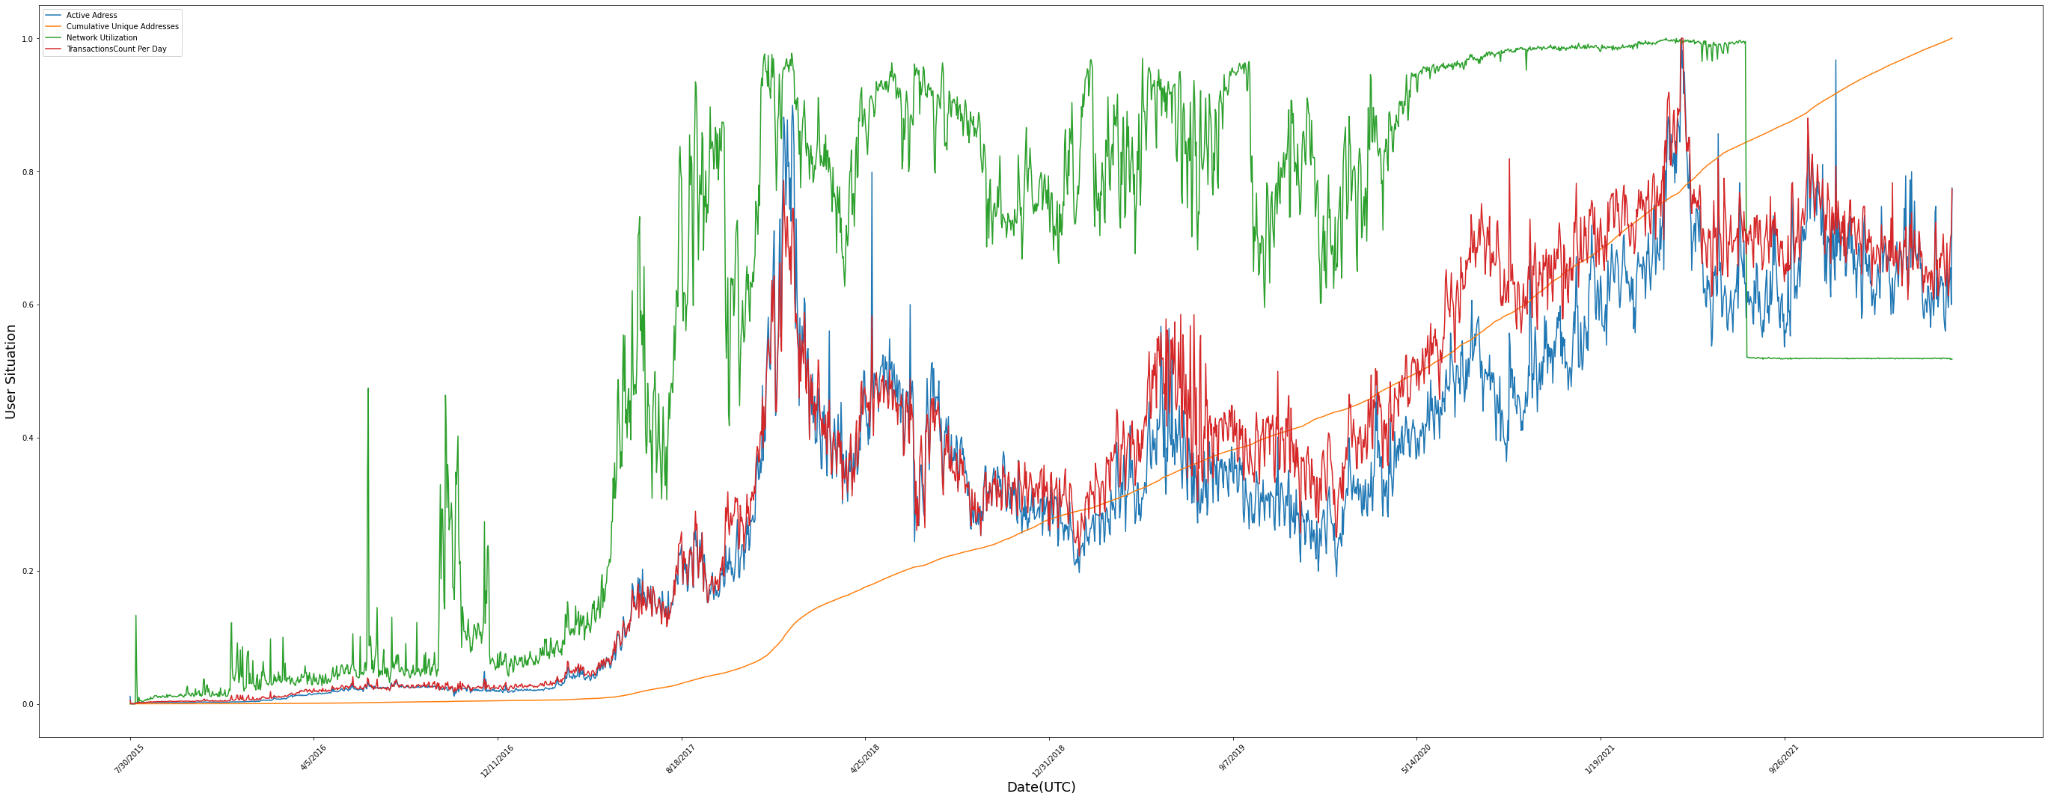 Active Adress
Cumulative Unique Addresses
Network Utilization
TransactionsCount Per Day
1.0
0.8
0.6
0.4
0.2
0.0
User Situation
7/30/2015
4/5/2016
12/11/2016
8/18/2017
4/25/2018
12/31/2018
9/7/2019
5/14/2020
1/19/2021
9/26/2021
Date(UTC)